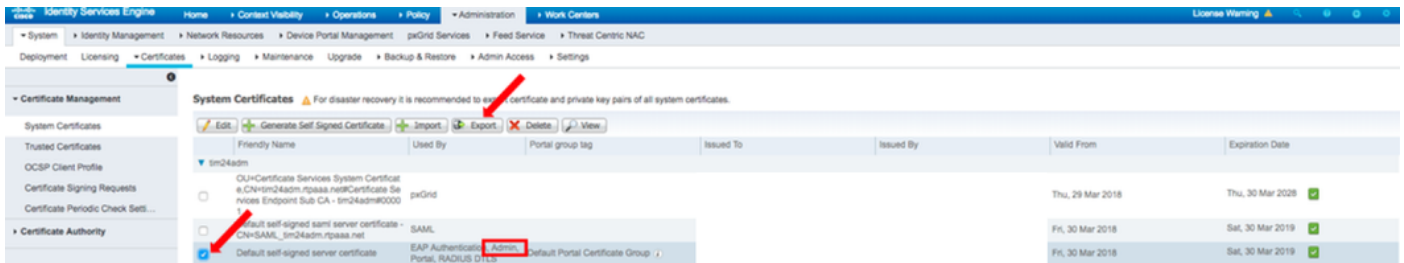 cisco Identity Services Engine Home Context Visibility Operations Policy Administration Work Centers License Warning
System Identity Management Network Resources Device Portal Management pxGrid Services Feed Service Threat Centric NAC
Deployment Licensing Certificates Logging Maintenance Upgrade Backup & Restore Admin Access Settings
Certificate Management
System Certificates
Trusted Certificates
OCSP Client Profile
Certificate Signing Requests
Certificate Periodic Check Setti...
Certificate Authority
System Certificates For disaster recovery it is recommended to export certificate and private key pairs of all system certificates.
Edit Generate Self Signed Certificate Import Export Delete View
Friendly Name Used By Portal group tag Issued To Issued By Valid From Expiration Date
tim24adm
OU=Certificate Services System Certificat
e,CN=tim24adm.rtpaaa.net#Certificate Se
rvices Endpoint Sub CA - tim24adm#0000
1
pxGrid Thu, 29 Mar 2018 Thu, 30 Mar 2028
Default self-signed saml server certificate -
CN=SAML_tim24adm.rtpaaa.net
SAML Fri, 30 Mar 2018 Sat, 30 Mar 2019
Default self-signed server certificate
EAP Authentication, Admin,
Portal, RADIUS DTLS
Default Portal Certificate Group Fri, 30 Mar 2018 Sat, 30 Mar 2019